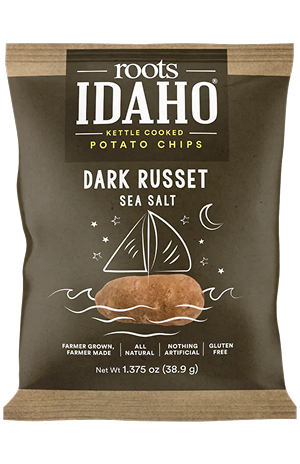 roots
IDAHO®
KETTLE COOKED
POTATO CHIPS
DARK RUSSET
SEA SALT
FARMER GROWN, FARMER MADE | ALL NATURAL | NOTHING ARTIFICIAL | GLUTEN FREE
Net Wt 1.375 oz (38.9 g)